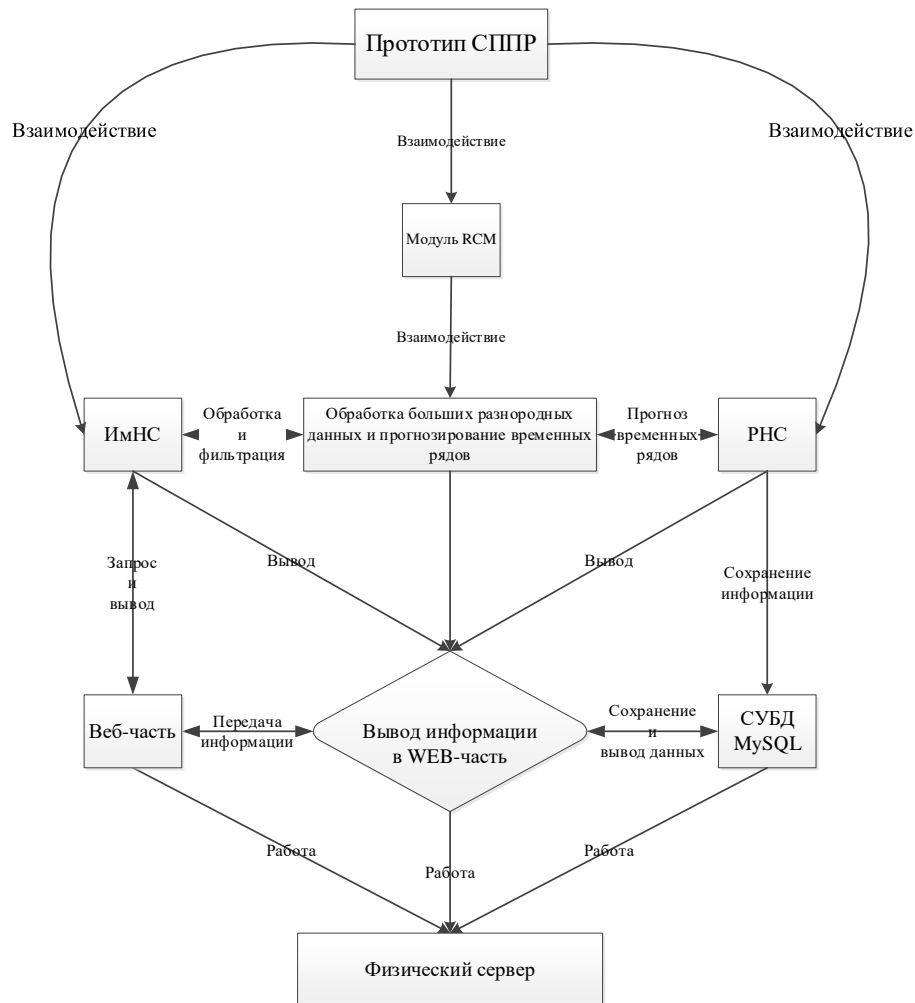 Прототип СППР
Взаимодействие
Взаимодействие
Взаимодействие
Модуль RCM
Взаимодействие
ИмНС
Обработка
и
фильтрация
Обработка больших разнородных
данных и прогнозирование временных
рядов
Прогноз
временных
рядов
РНС
Запрос
и
вывод
Вывод
Вывод
Сохранение
информации
Веб-часть
Передача
информации
Вывод информации
в WEB-часть
Сохранение
и
вывод данных
СУБД
MySQL
Работа
Работа
Работа
Физический сервер